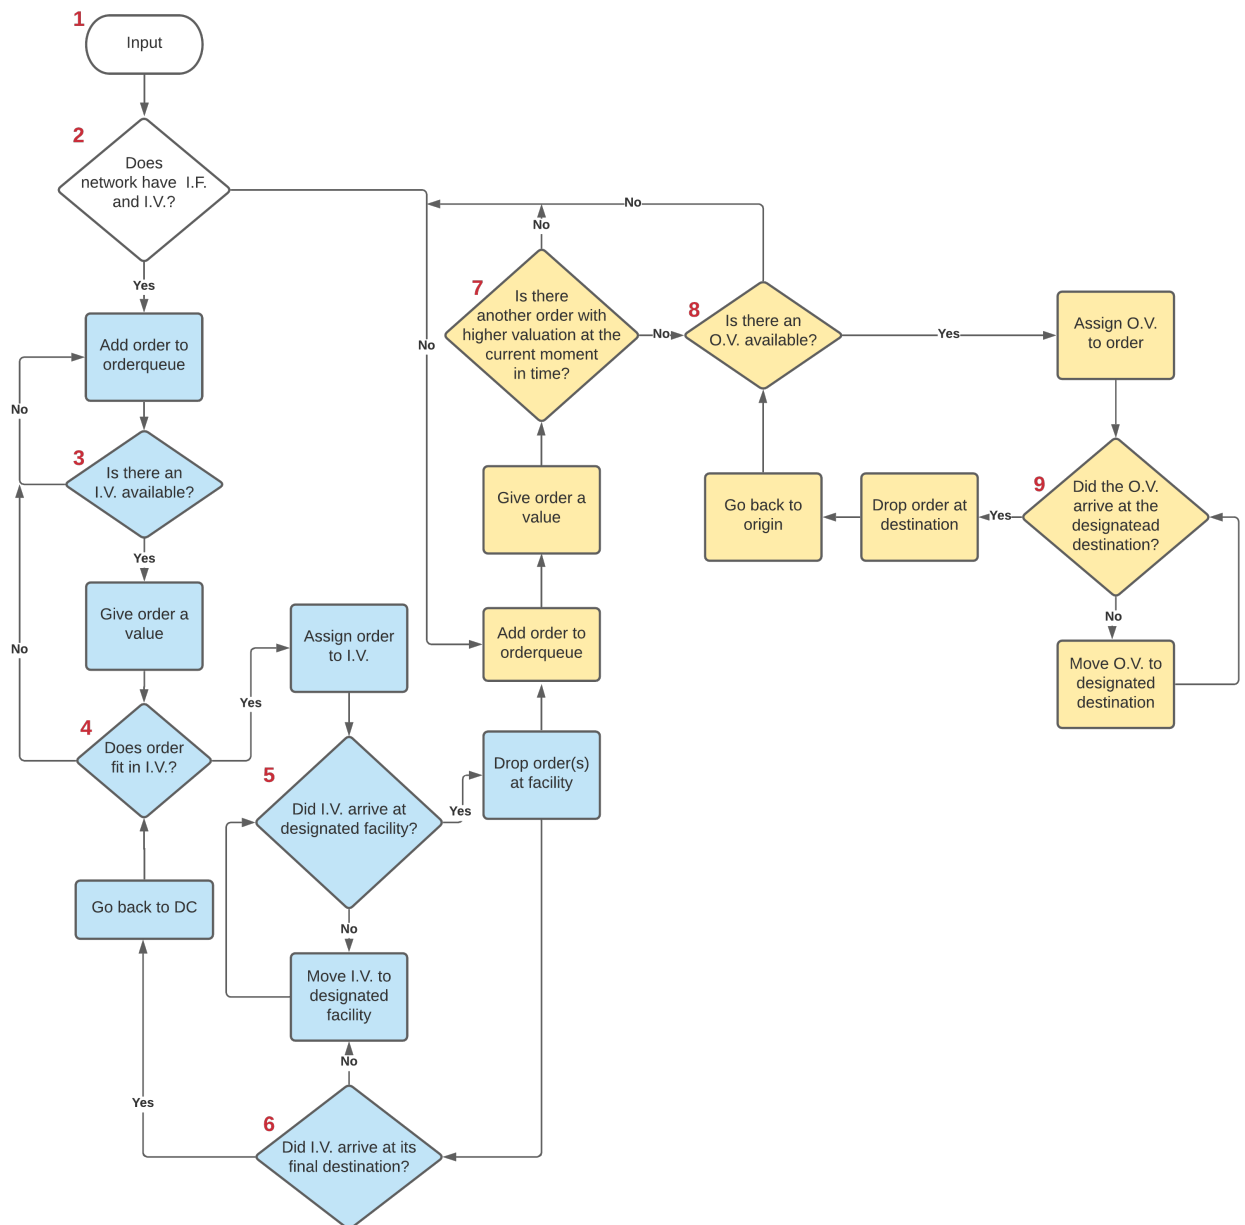 1
Input
2
Does
network have I.F.
and I.V.?
Yes
No
Add order to
orderqueue
No
3
Is there an
I.V. available?
Yes
Give order a
value
No
4
Does order
fit in I.V.?
Yes
Go back to DC
Yes
Assign order
to I.V.
5
Did I.V. arrive at
designated facility?
Yes
No
Move I.V. to
designated
facility
No
6
Did I.V. arrive at its
final destination?
Drop order(s)
at facility
Add order to
orderqueue
Give order a
value
7
Is there
another order with
higher valuation at the
current moment
in time?
No
No
No
8
Is there an
O.V. available?
Yes
Assign O.V.
to order
9
Did the O.V.
arrive at the
designatead
destination?
Yes
No
Drop order at
destination
Go back to
origin
Move O.V. to
designated
destination